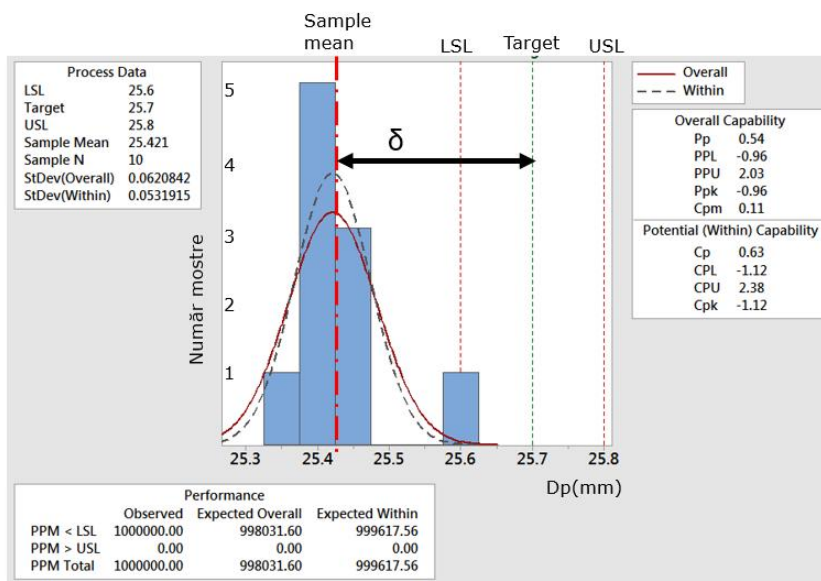 Sample
mean
LSL
Target
USL
Process Data
LSL 25.6
Target 25.7
USL 25.8
Sample Mean 25.421
Sample N 10
StDev(Overall) 0.0620842
StDev(Within) 0.0531915
Overall
Within
Overall Capability
Pp 0.54
PPL -0.96
PPU 2.03
Ppk -0.96
Cpm 0.11
Potential (Within) Capability
Cp 0.63
CPL -1.12
CPU 2.38
Cpk -1.12
δ
Număr mostre
5
4
3
2
1
25.3 25.4 25.5 25.6 25.7 25.8
Dp(mm)
Performance
Observed Expected Overall Expected Within
PPM < LSL 1000000.00 998031.60 999617.56
PPM > USL 0.00 0.00 0.00
PPM Total 1000000.00 998031.60 999617.56